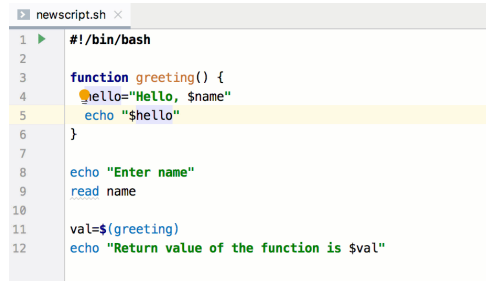 newscript.sh
1 #!/bin/bash
2
3 function greeting() {
4 hello="Hello, $name"
5 echo "$hello"
6 }
7
8 echo "Enter name"
9 read name
10
11 val=$(greeting)
12 echo "Return value of the function is $val"